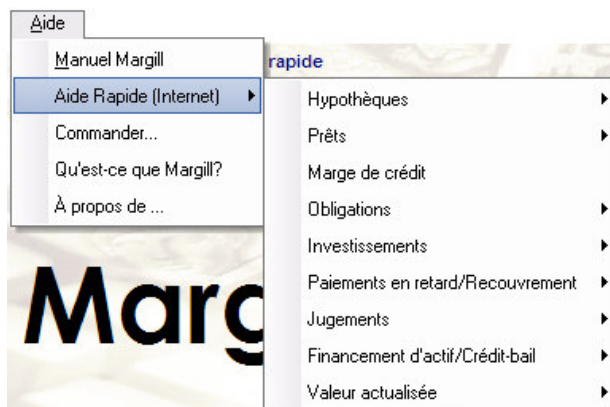 Aide
Manuel Margill
Aide Rapide (Internet)
Commander...
Qu'est-ce que Margill?
À propos de ...
rapide
Hypothèques
Prêts
Marge de crédit
Obligations
Investissements
Paiements en retard/Recouvrement
Jugements
Financement d'actif/Crédit-bail
Valeur actualisée
Marg